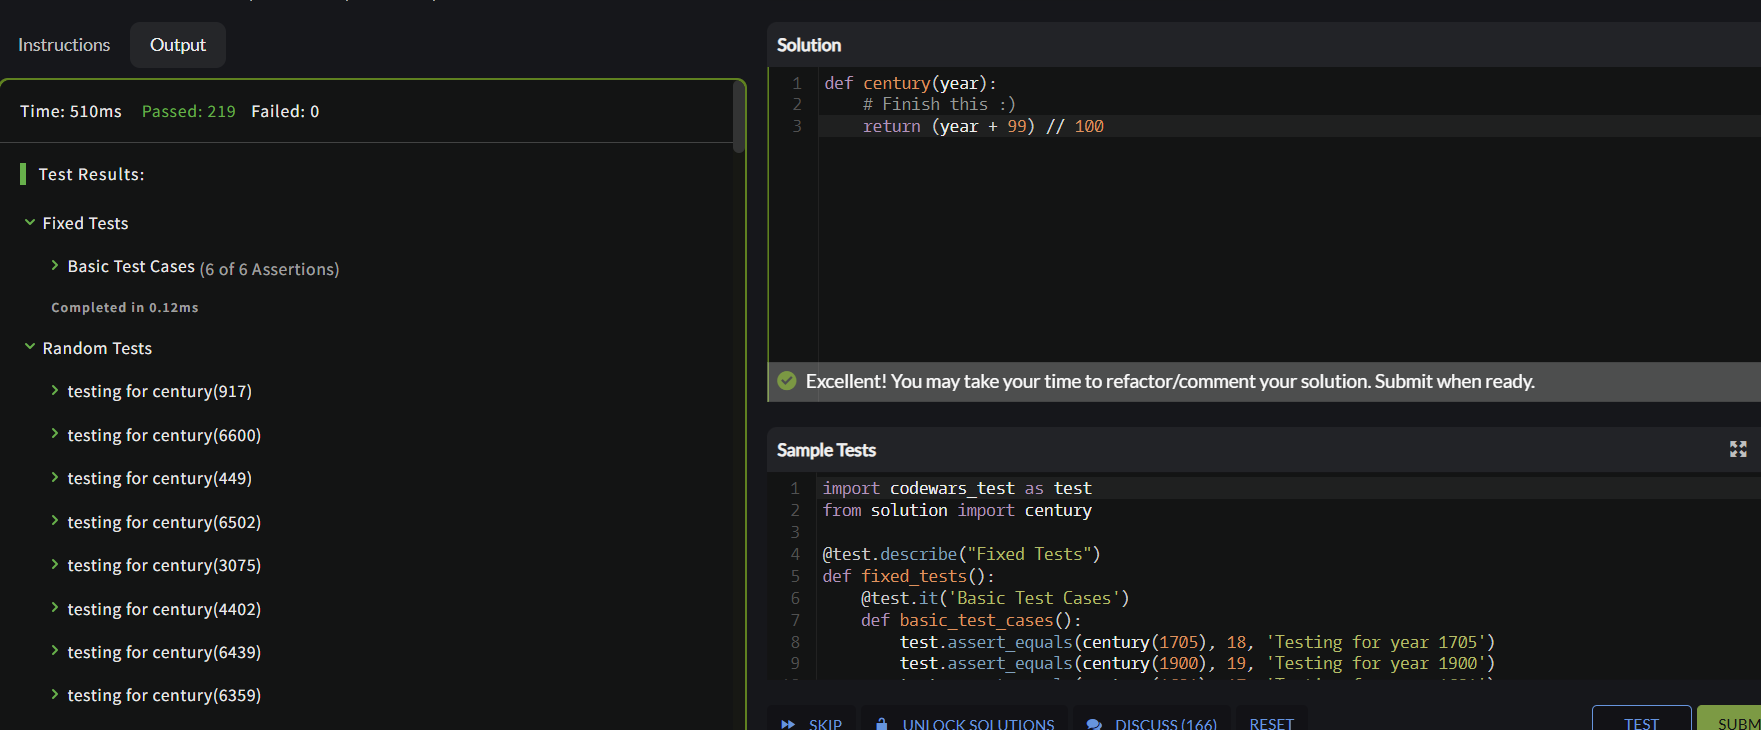 Instructions
Output
Time: 510ms Passed: 219 Failed: 0
Test Results:
Fixed Tests
Basic Test Cases (6 of 6 Assertions)
Completed in 0.12ms
Random Tests
testing for century(917)
testing for century(6600)
testing for century(449)
testing for century(6502)
testing for century(3075)
testing for century(4402)
testing for century(6439)
testing for century(6359)
Solution
1 def century(year):
2 # Finish this :)
3 return (year + 99) // 100
Excellent! You may take your time to refactor/comment your solution. Submit when ready.
Sample Tests
1 import codewars_test as test
2 from solution import century
3
4 @test.describe("Fixed Tests")
5 def fixed_tests():
6 @test.it('Basic Test Cases')
7 def basic_test_cases():
8 test.assert_equals(century(1705), 18, 'Testing for year 1705')
9 test.assert_equals(century(1900), 19, 'Testing for year 1900')
SKIP UNLOCK SOLUTIONS DISCUSS (166) RESET TEST SUBM